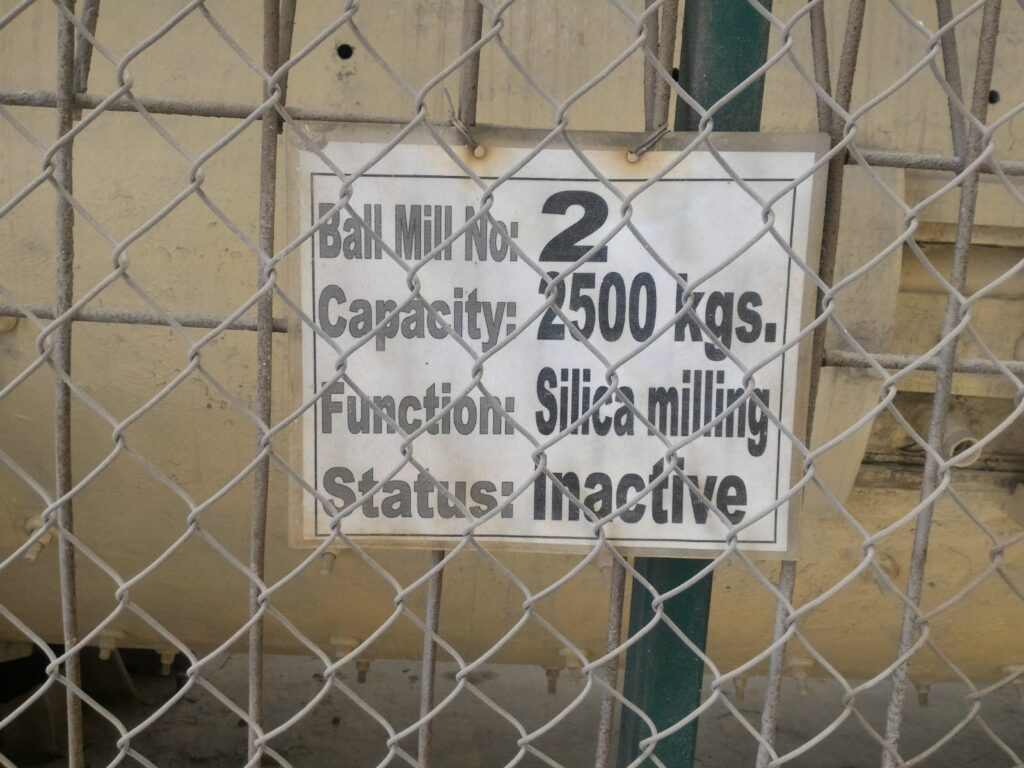 Ball Mill No: 2
Capacity: 2500 kgs.
Function: Silica milling
Status: Inactive